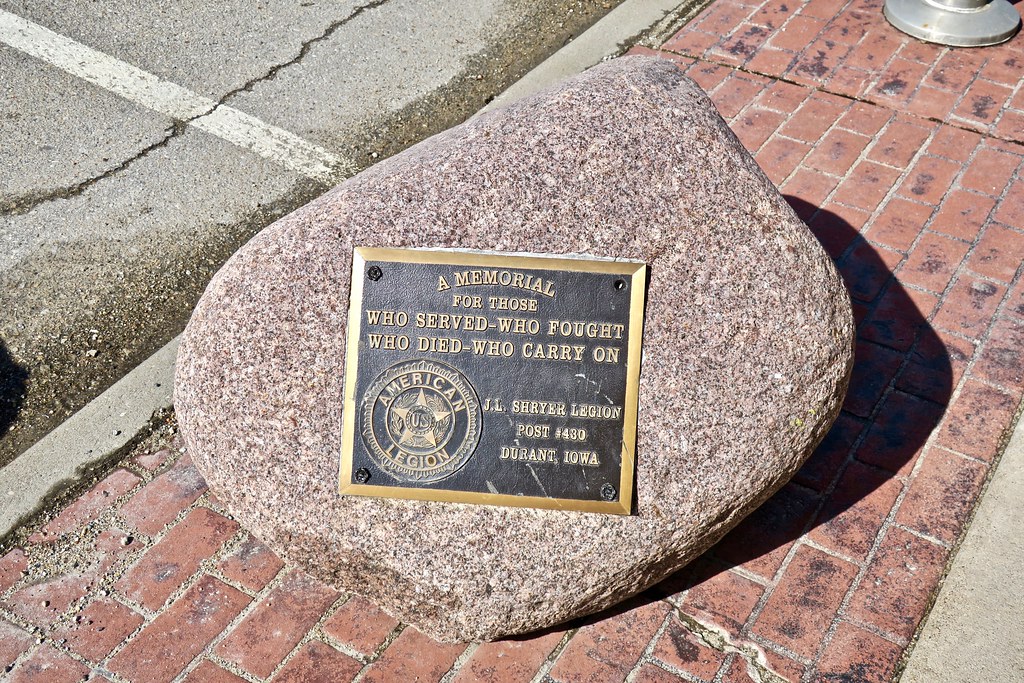 A MEMORIAL
FOR THOSE
WHO SERVED-WHO FOUGHT
WHO DIED-WHO CARRY ON
AMERICAN
U.S.
LEGION
J.L. SHRYER LEGION
POST #430
DURANT, IOWA